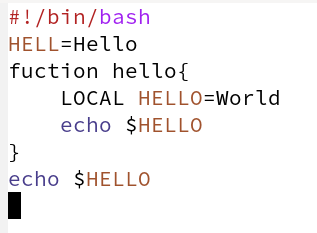 #!/bin/bash
HELL=Hello
fuction hello{
    LOCAL HELLO=World
    echo $HELLO
}
echo $HELLO